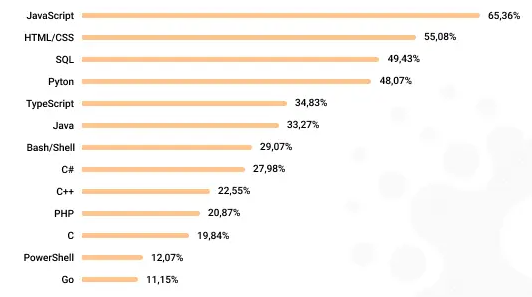 JavaScript 65,36%
HTML/CSS 55,08%
SQL 49,43%
Pyton 48,07%
TypeScript 34,83%
Java 33,27%
Bash/Shell 29,07%
C# 27,98%
C++ 22,55%
PHP 20,87%
C 19,84%
PowerShell 12,07%
Go 11,15%